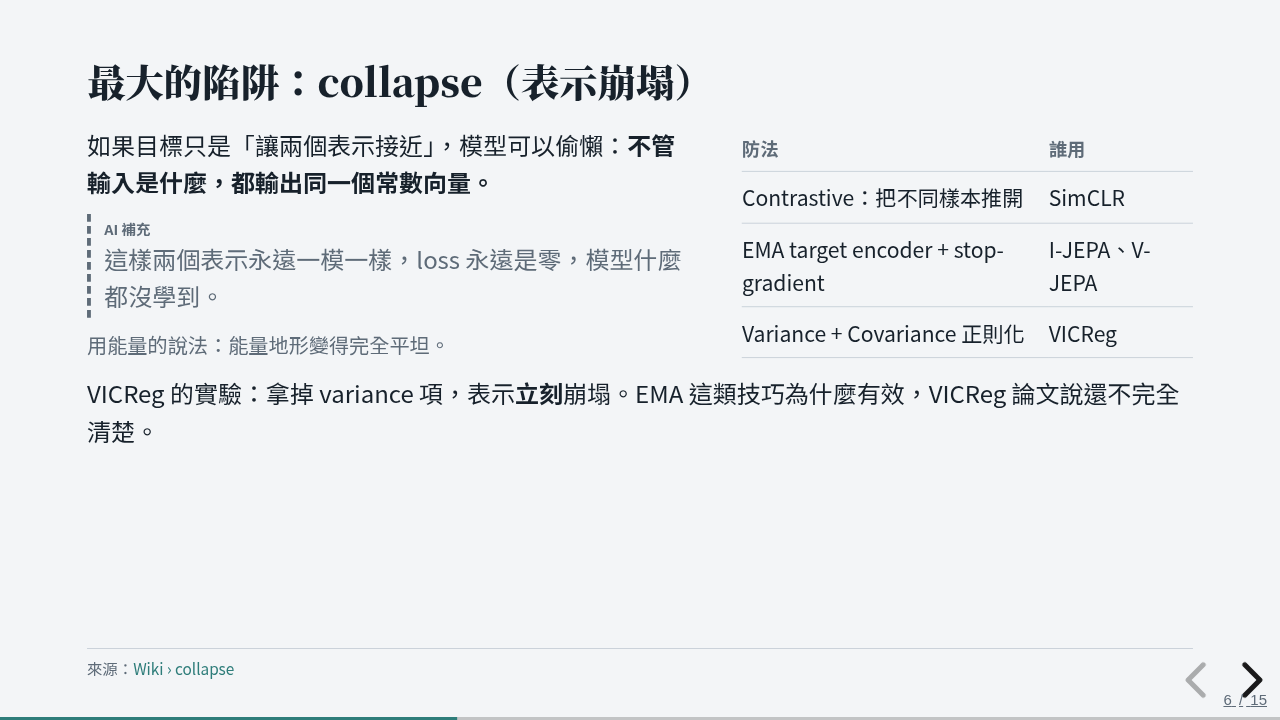 最大的陷阱：collapse（表示崩塌）
如果目標只是「讓兩個表示接近」，模型可以偷懶：不管
輸入是什麼，都輸出同一個常數向量。
AI 補充
這樣兩個表示永遠一模一樣，loss 永遠是零，模型什麼
都沒學到。
用能量的說法：能量地形變得完全平坦。
防法 誰用
Contrastive：把不同樣本推開 SimCLR
EMA target encoder + stop- I-JEPA、V-
gradient JEPA
Variance + Covariance 正則化 VICReg
VICReg 的實驗：拿掉 variance 項，表示立刻崩塌。EMA 這類技巧為什麼有效，VICReg 論文說還不完全
清楚。
來源：Wiki › collapse
6 / 15